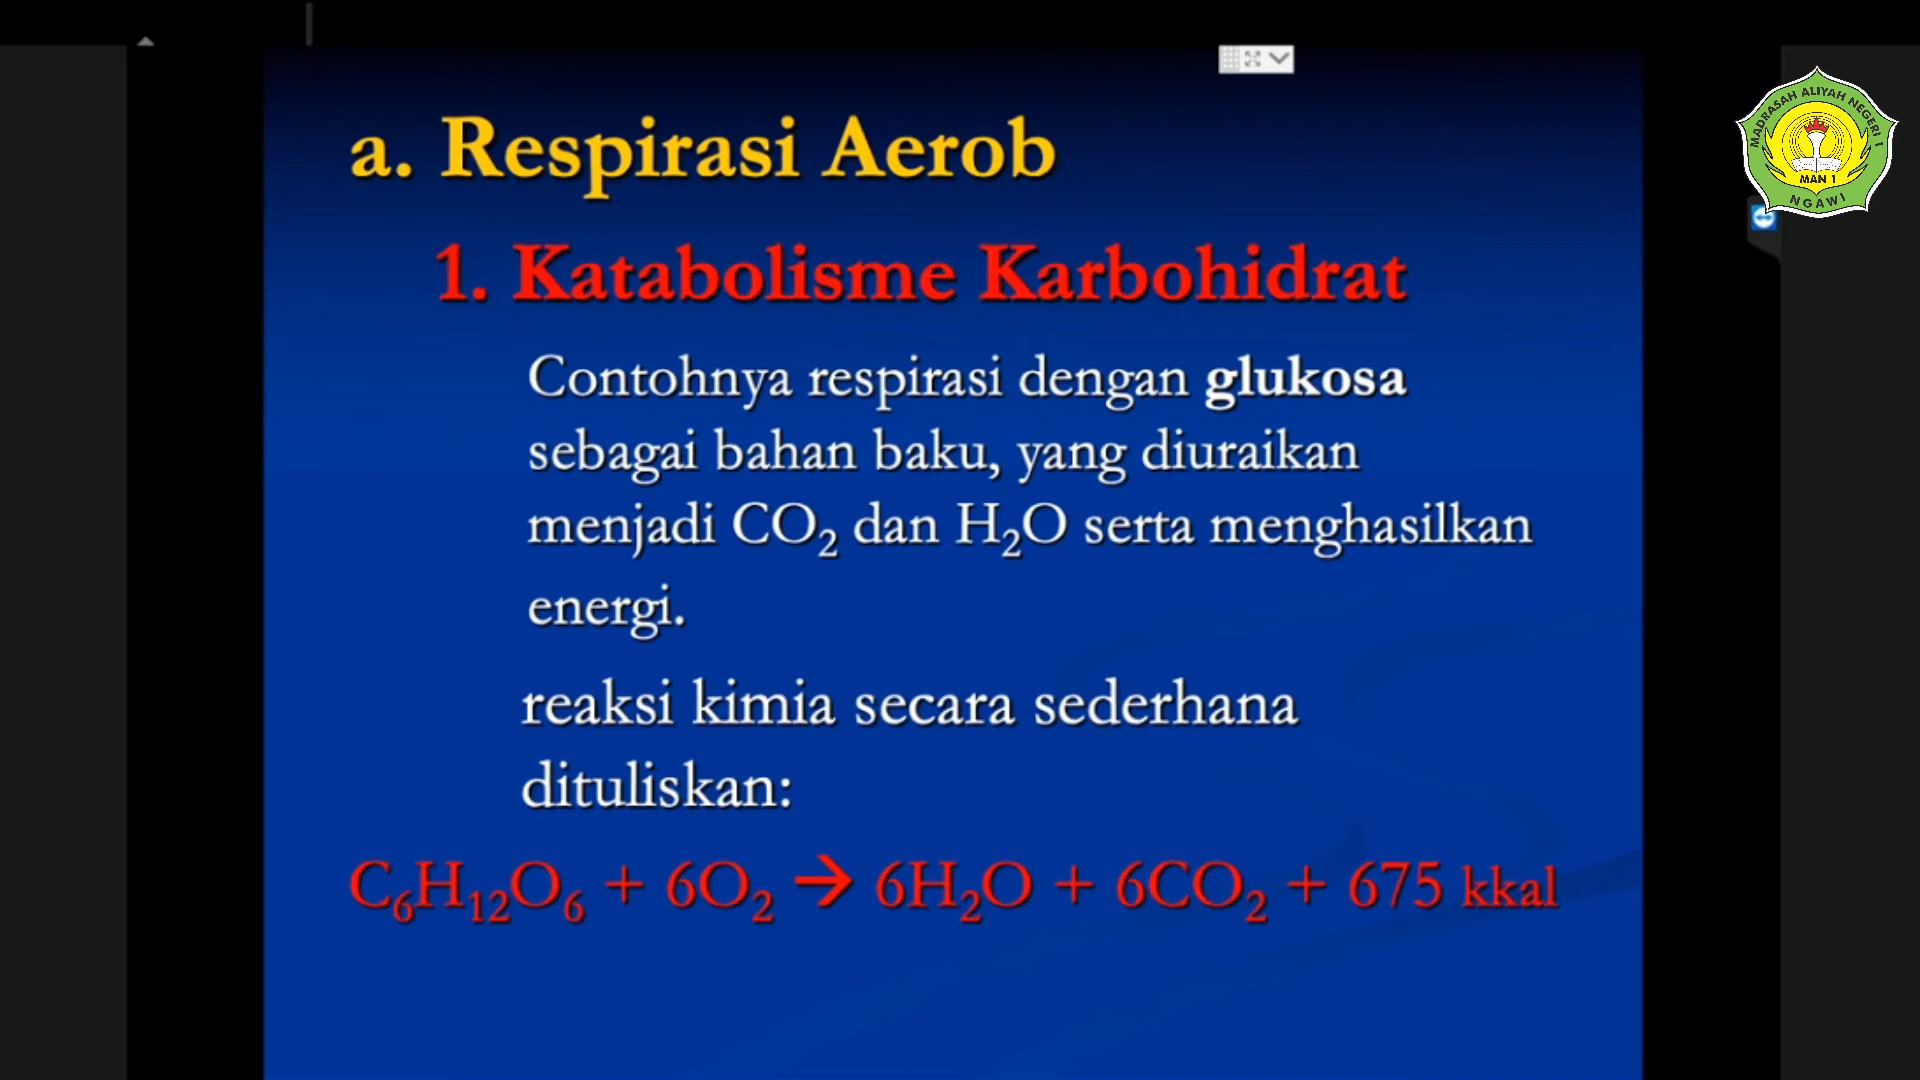 a. Respirasi Aerob
1. Katabolisme Karbohidrat
Contohnya respirasi dengan glukosa
sebagai bahan baku, yang diuraikan
menjadi CO₂ dan H₂O serta menghasilkan
energi.
reaksi kimia secara sederhana
dituliskan:
C₆H₁₂O₆ + 6O₂ → 6H₂O + 6CO₂ + 675 kkal
MADRASAH ALIYAH NEGERI 1
MAN 1
NGAWI